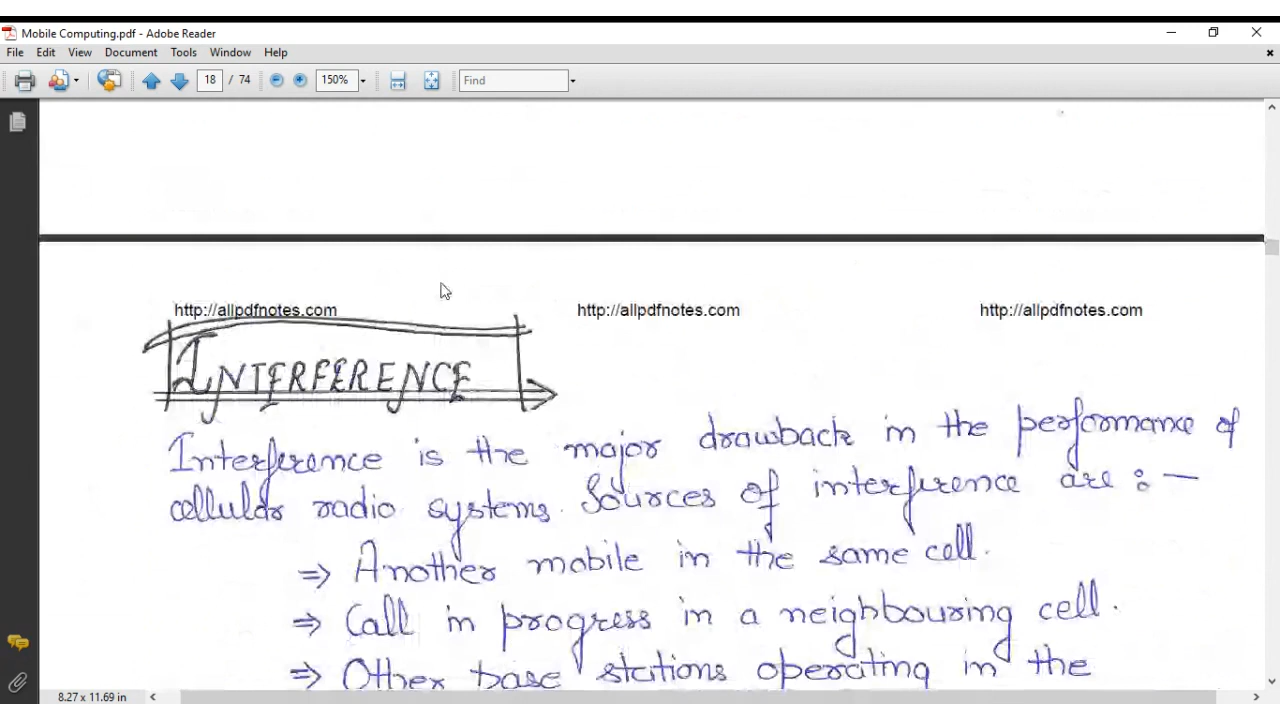 Mobile Computing.pdf - Adobe Reader
File Edit View Document Tools Window Help
18 / 74 150% Find
http://allpdfnotes.com http://allpdfnotes.com http://allpdfnotes.com
INTERFERENCE
Interference is the major drawback in the performance of
cellular radio systems. Sources of interference are :-
⇒ Another mobile in the same cell.
⇒ Call in progress in a neighbouring cell.
⇒ Other base stations operating in the
8.27 x 11.69 in